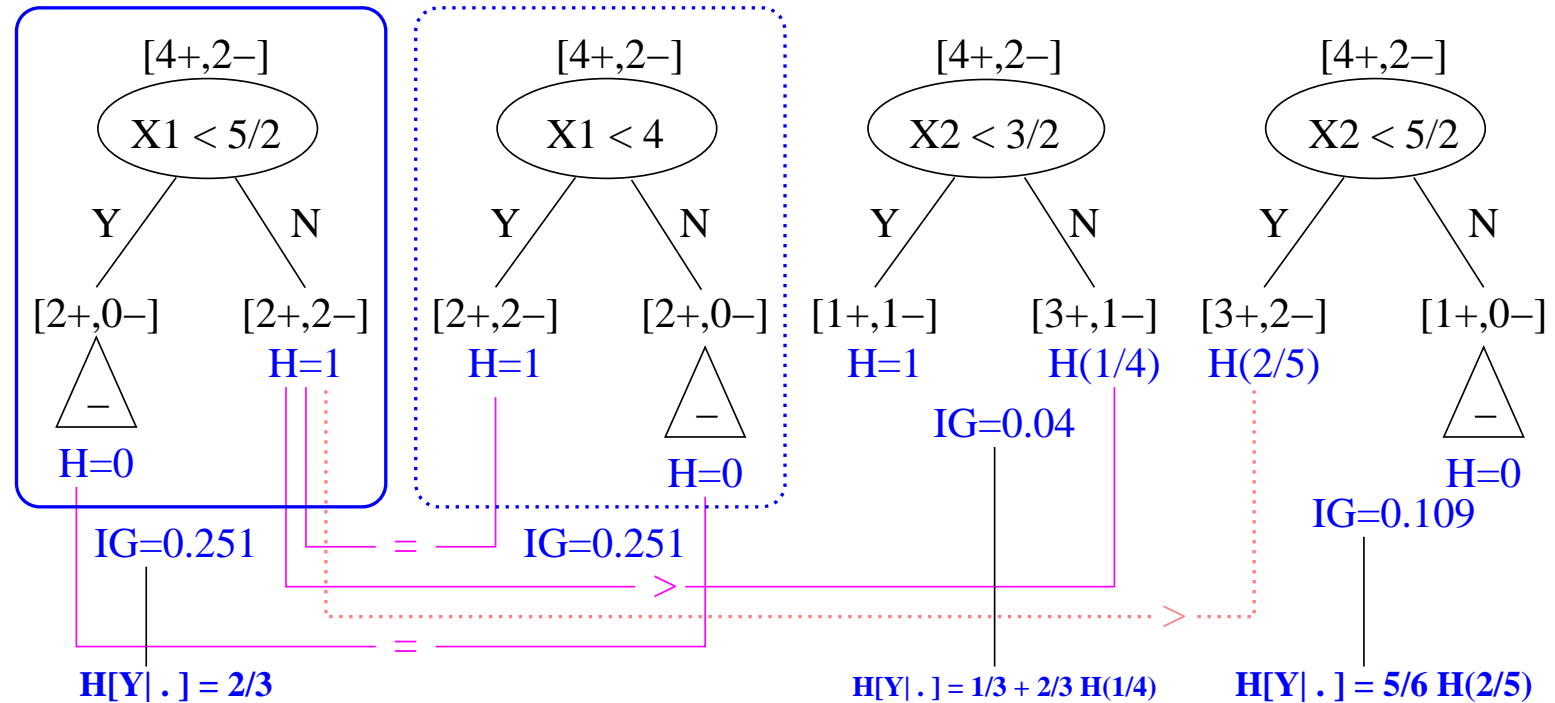 [4+,2−] [4+,2−] [4+,2−] [4+,2−]
X1 < 5/2 X1 < 4 X2 < 3/2 X2 < 5/2
Y N Y N Y N Y N
[2+,0−] [2+,2−] [2+,2−] [2+,0−] [1+,1−] [3+,1−] [3+,2−] [1+,0−]
H=1 H=1 H=1 H(1/4) H(2/5)
− − −
IG=0.04
H=0 H=0 H=0
IG=0.109
IG=0.251 = IG=0.251
>
>
=
H[Y| . ] = 2/3 H[Y| . ] = 1/3 + 2/3 H(1/4) H[Y| . ] = 5/6 H(2/5)